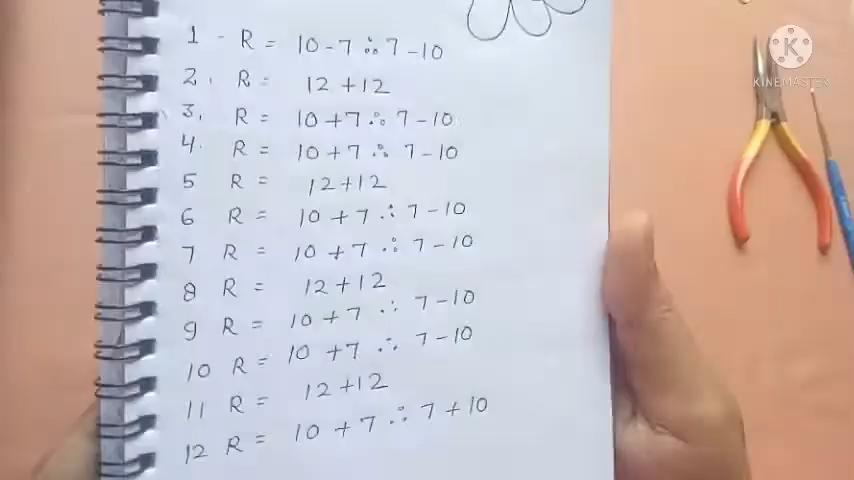 1 - R = 10 - 7 ∴ 7 - 10
2. R = 12 + 12
3. R = 10 + 7 ∴ 7 - 10
4. R = 10 + 7 ∴ 7 - 10
5 R = 12 + 12
6 R = 10 + 7 ∴ 7 - 10
7 R = 10 + 7 ∴ 7 - 10
8 R = 12 + 12
9 R = 10 + 7 ∴ 7 - 10
10 R = 10 + 7 ∴ 7 - 10
11 R = 12 + 12
12 R = 10 + 7 ∴ 7 + 10
K
KINEMASTER